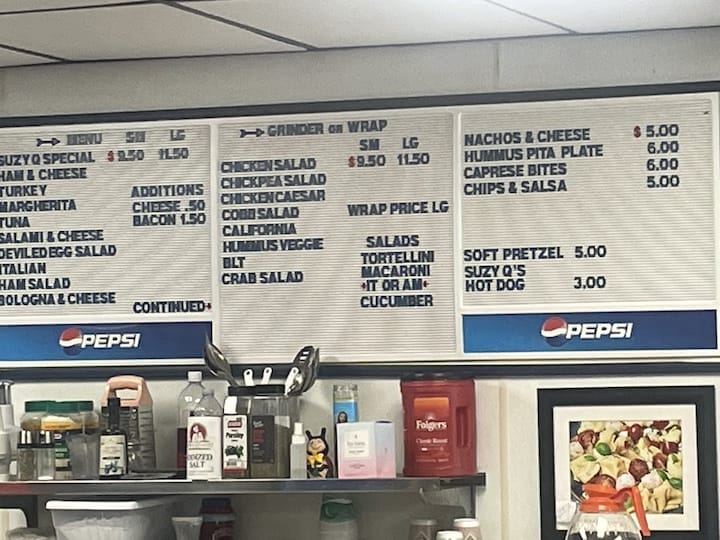 MENU SM LG
SUZY Q SPECIAL $9.50 11.50
HAM & CHEESE
TURKEY ADDITIONS
MARGHERITA CHEESE .50
TUNA BACON 1.50
SALAMI & CHEESE
DEVILED EGG SALAD
ITALIAN
HAM SALAD
BOLOGNA & CHEESE
CONTINUED
PEPSI
GRINDER OR WRAP
SM LG
$9.50 11.50
CHICKEN SALAD
CHICKPEA SALAD
CHICKEN CAESAR
COBB SALAD
CALIFORNIA
HUMMUS VEGGIE
BLT
CRAB SALAD
WRAP PRICE LG
SALADS
TORTELLINI
MACARONI
IT OR AM
CUCUMBER
NACHOS & CHEESE $5.00
HUMMUS PITA PLATE 6.00
CAPRESE BITES 6.00
CHIPS & SALSA 5.00
SOFT PRETZEL 5.00
SUZY Q'S
HOT DOG 3.00
PEPSI
SALT
Parsley
Folgers
Classic Roast